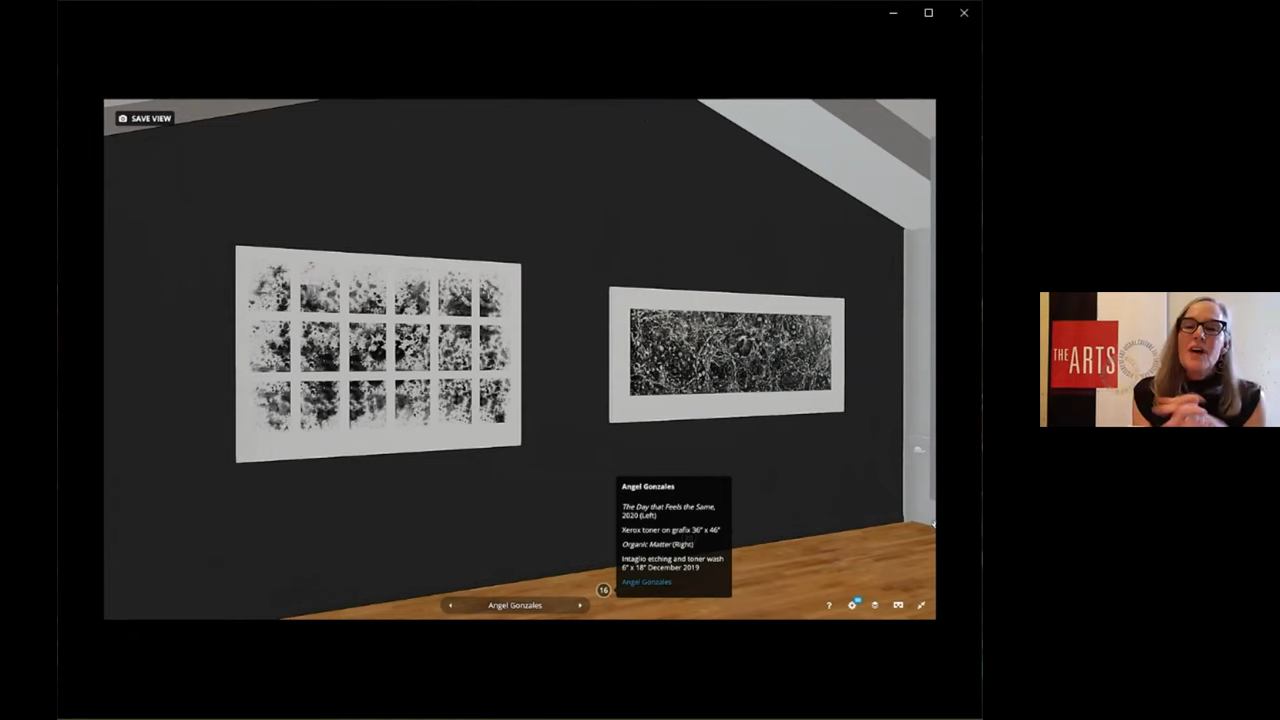 SAVE VIEW
Angel Gonzales
The Day that Feels the Same,
2020 (Left)
Xerox toner on grafix 36" x 46"
Organic Matter (Right)
Intaglio etching and toner wash
6" x 18" December 2019
Angel Gonzales
16
Angel Gonzales
?
THE ARTS